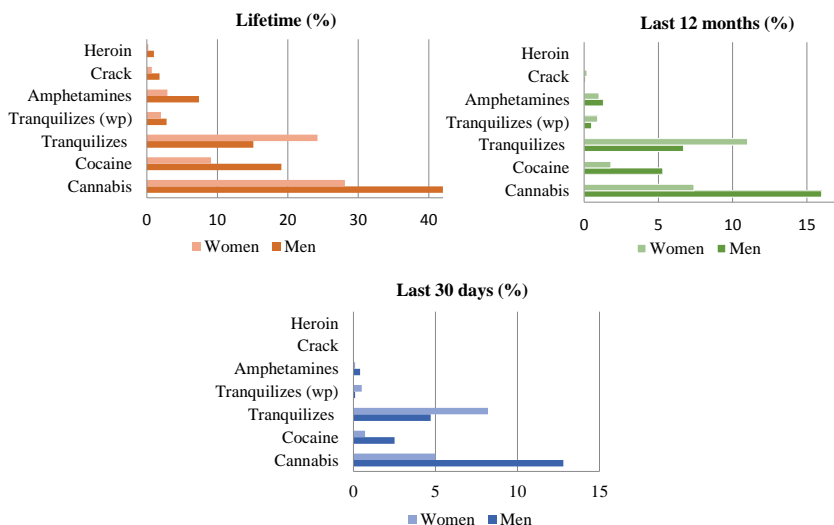 Lifetime (%)
Heroin
Crack
Amphetamines
Tranquilizes (wp)
Tranquilizes
Cocaine
Cannabis
0 10 20 30 40
Women Men
Last 12 months (%)
Heroin
Crack
Amphetamines
Tranquilizes (wp)
Tranquilizes
Cocaine
Cannabis
0 5 10 15
Women Men
Last 30 days (%)
Heroin
Crack
Amphetamines
Tranquilizes (wp)
Tranquilizes
Cocaine
Cannabis
0 5 10 15
Women Men